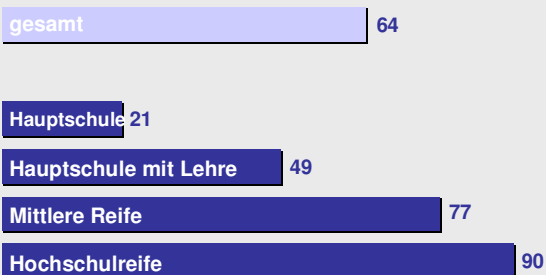 gesamt 64
Hauptschule 21
Hauptschule mit Lehre 49
Mittlere Reife 77
Hochschulreife 90